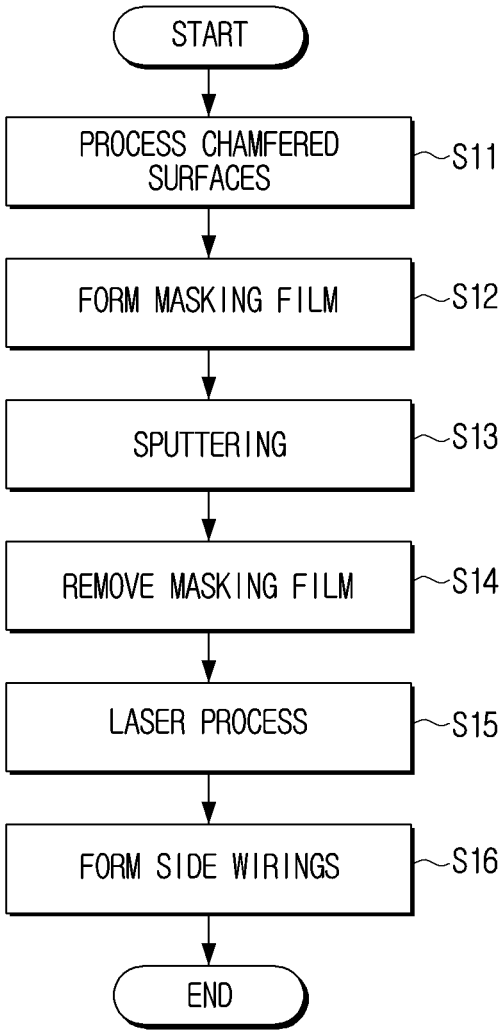 START
PROCESS CHAMFERED
SURFACES
S11
FORM MASKING FILM
S12
SPUTTERING
S13
REMOVE MASKING FILM
S14
LASER PROCESS
S15
FORM SIDE WIRINGS
S16
END